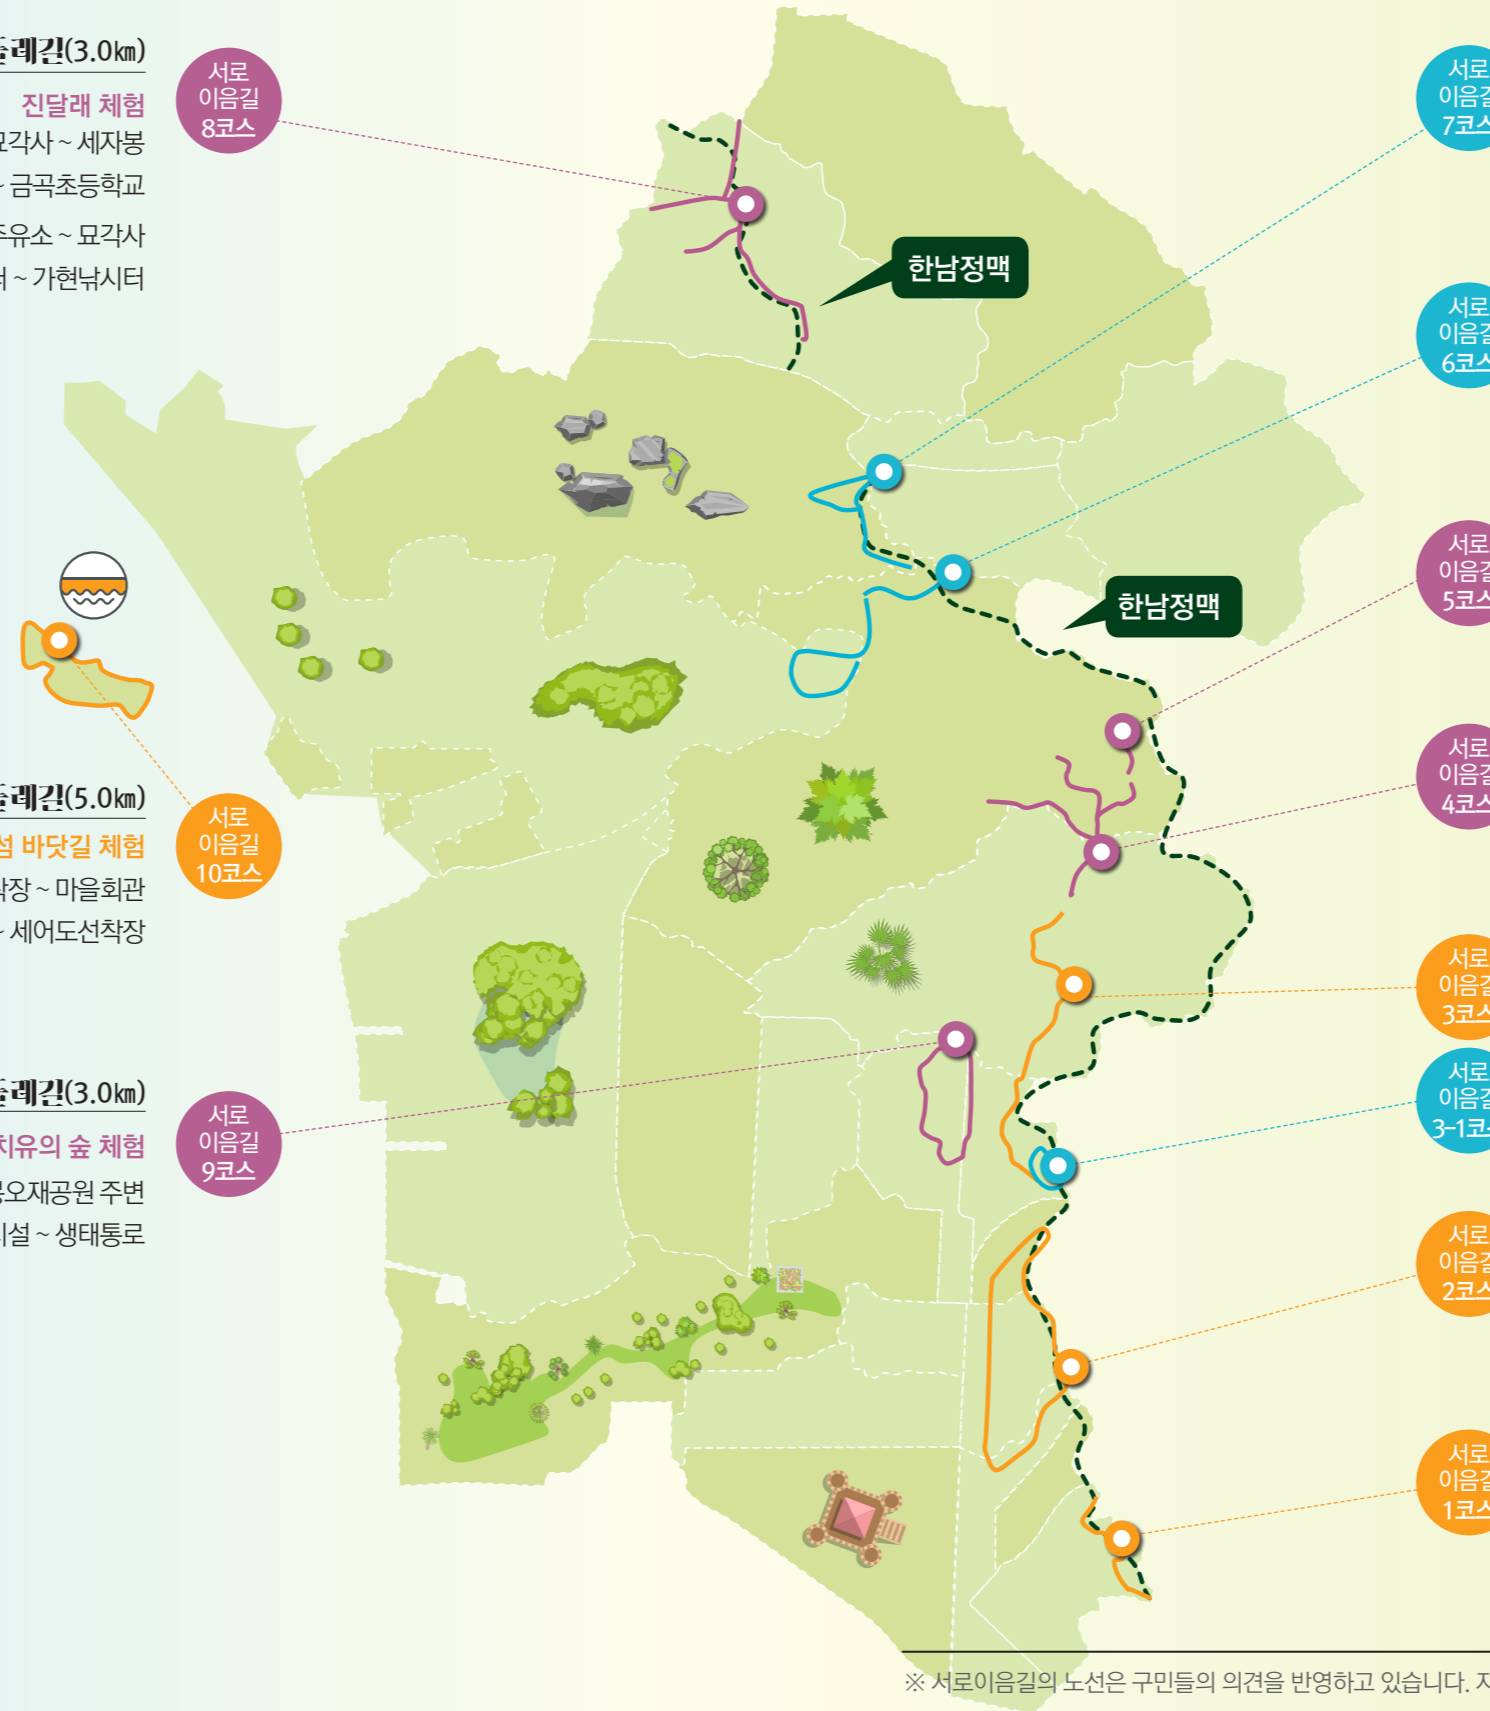 둘레길(3.0㎞)
진달래 체험
묘각사 ~ 세자봉
~ 금곡초등학교
주유소 ~ 묘각사
~ 가현낚시터
서로
이음길
8코스
한남정맥
한남정맥
둘레길(5.0㎞)
섬 바닷길 체험
착장 ~ 마을회관
~ 세어도선착장
서로
이음길
10코스
둘레길(3.0㎞)
치유의 숲 체험
봉오재공원 주변
시설 ~ 생태통로
서로
이음길
9코스
서로
이음길
7코스
서로
이음길
6코스
서로
이음길
5코스
서로
이음길
4코스
서로
이음길
3코스
서로
이음길
3-1코스
서로
이음길
2코스
서로
이음길
1코스
※ 서로이음길의 노선은 구민들의 의견을 반영하고 있습니다.